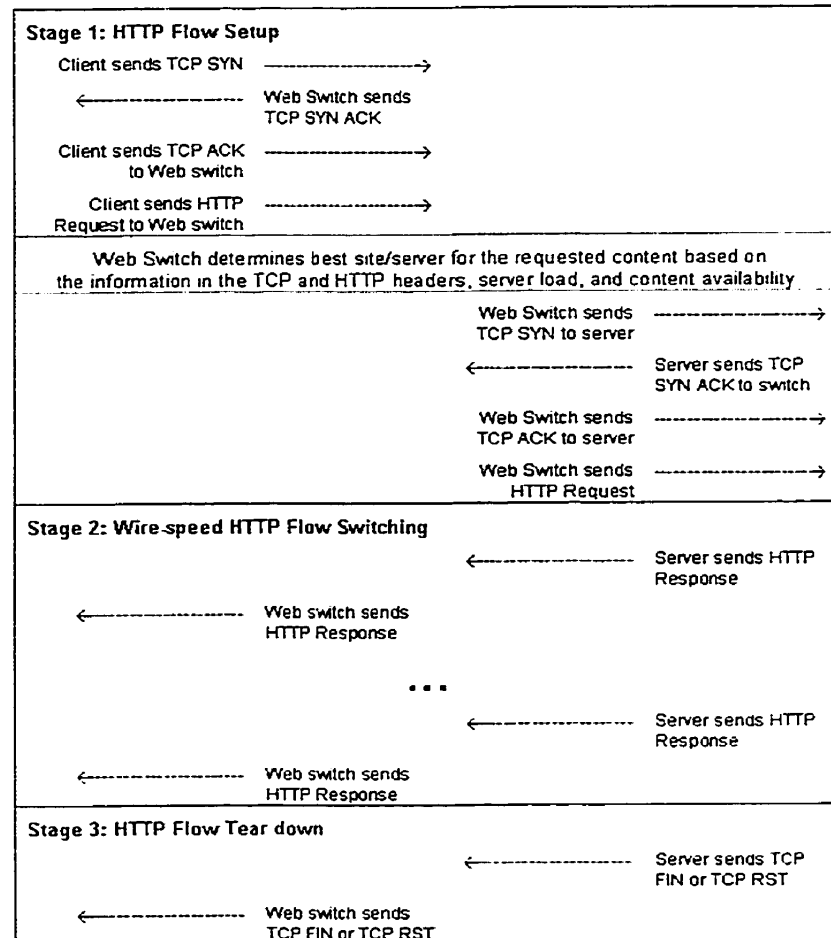 Stage 1: HTTP Flow Setup
Client sends TCP SYN
Web Switch sends
TCP SYN ACK
Client sends TCP ACK
to Web switch
Client sends HTTP
Request to Web switch
Web Switch determines best site/server for the requested content based on
the information in the TCP and HTTP headers, server load, and content availability
Web Switch sends
TCP SYN to server
Server sends TCP
SYN ACK to switch
Web Switch sends
TCP ACK to server
Web Switch sends
HTTP Request
Stage 2: Wire-speed HTTP Flow Switching
Server sends HTTP
Response
Web switch sends
HTTP Response
...
Server sends HTTP
Response
Web switch sends
HTTP Response
Stage 3: HTTP Flow Tear down
Server sends TCP
FIN or TCP RST
Web switch sends
TCP FIN or TCP RST